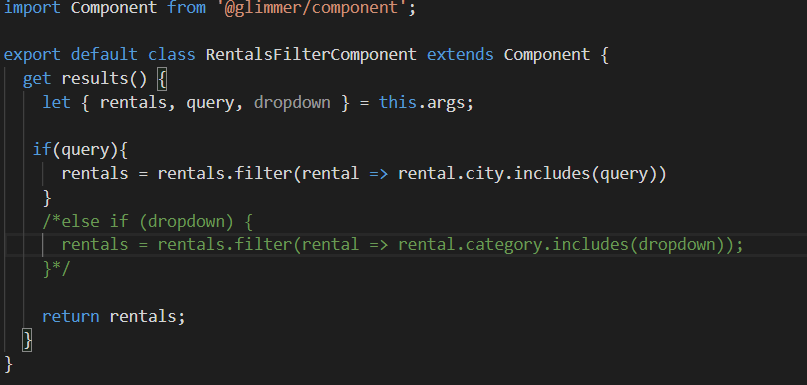 import Component from '@glimmer/component';
export default class RentalsFilterComponent extends Component {
get results() {
let { rentals, query, dropdown } = this.args;
if(query){
rentals = rentals.filter(rental => rental.city.includes(query))
}
/*else if (dropdown) {
rentals = rentals.filter(rental => rental.category.includes(dropdown));
}*/
return rentals;
}
}